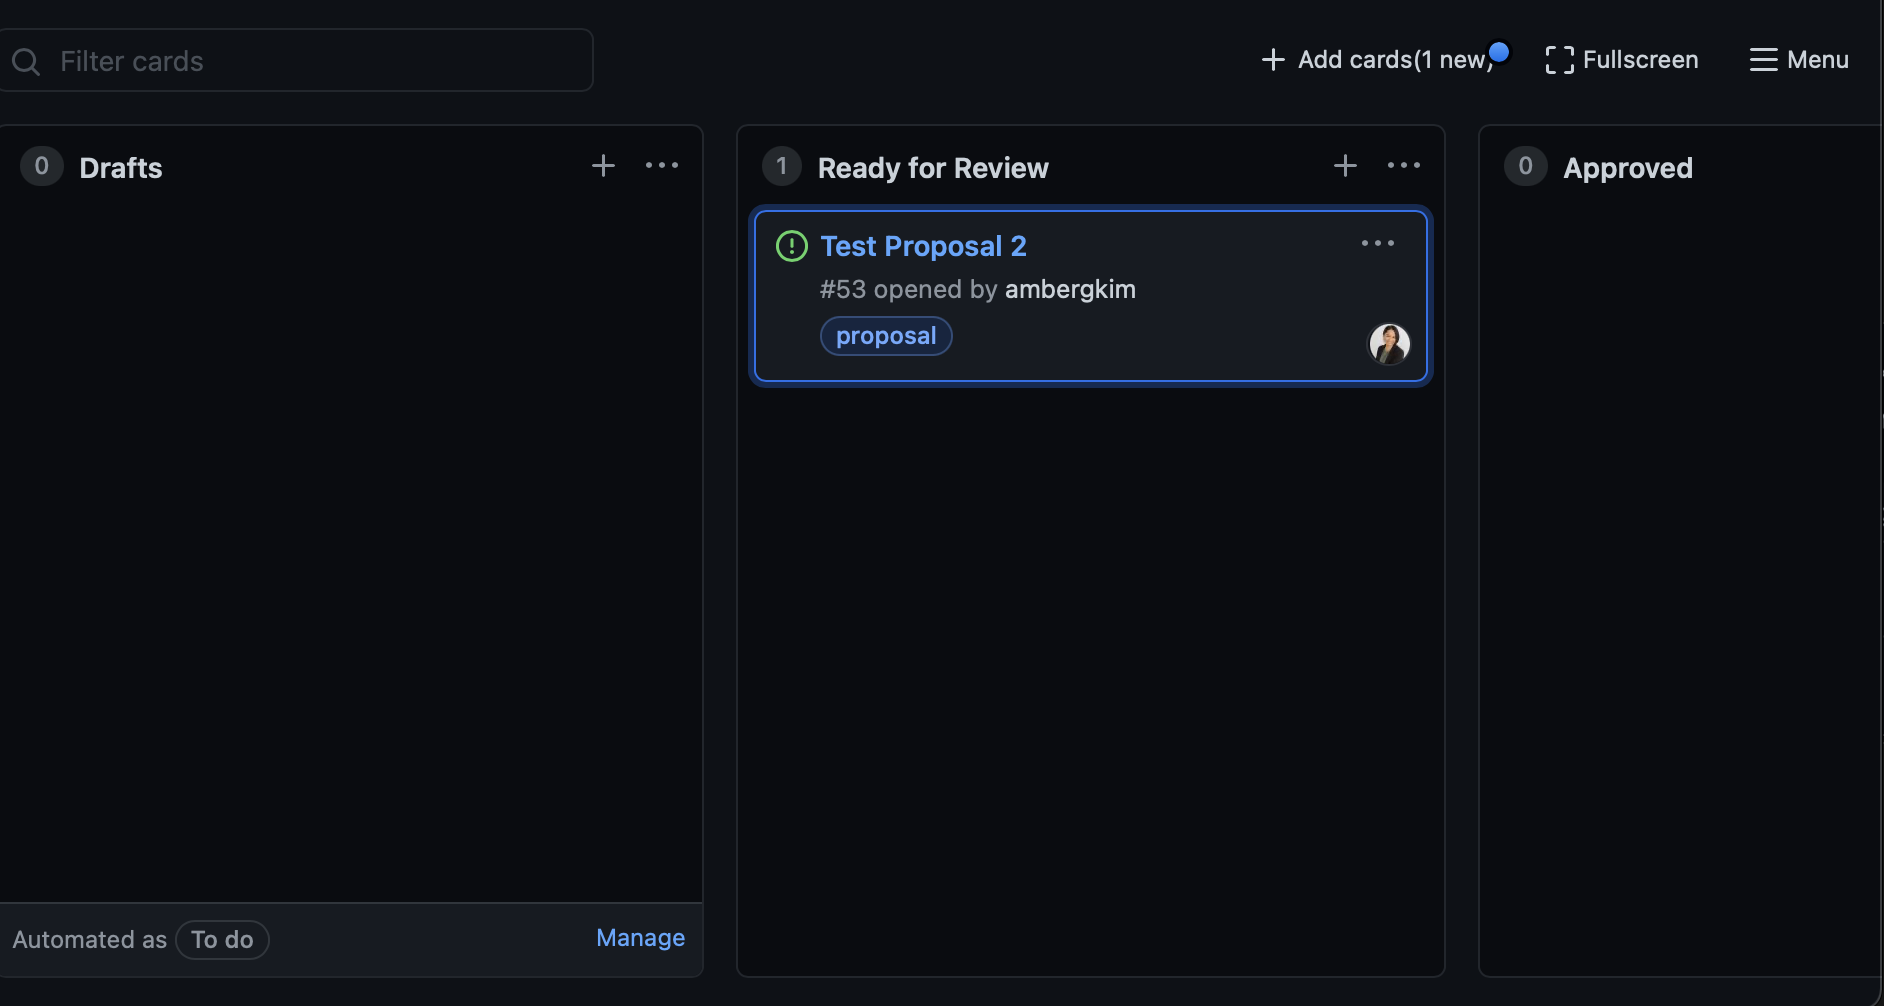 Filter cards
Add cards(1 new)
Fullscreen
Menu
0 Drafts
1 Ready for Review
0 Approved
Test Proposal 2
#53 opened by ambergkim
proposal
Automated as To do
Manage